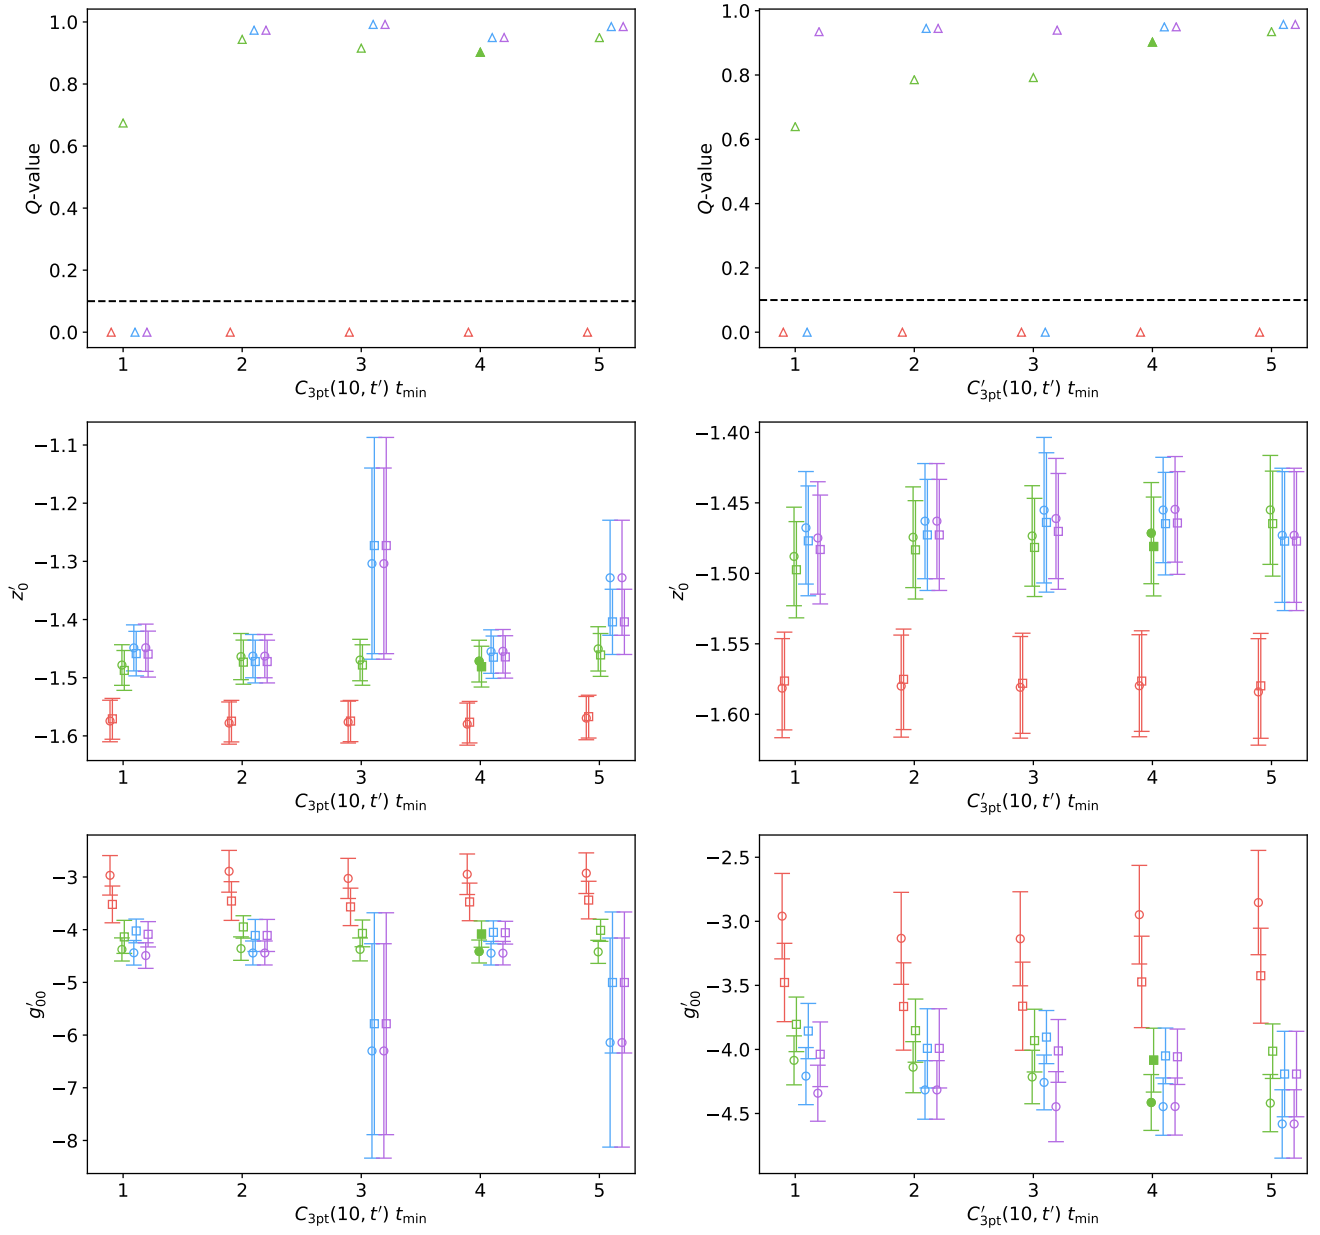 1.0
0.8
0.6
0.4
0.2
0.0
Q-value
1 2 3 4 5
C₃ₚₜ(10, t′) tₘᵢₙ
1.0
0.8
0.6
0.4
0.2
0.0
Q-value
1 2 3 4 5
C′₃ₚₜ(10, t′) tₘᵢₙ
−1.1
−1.2
−1.3
−1.4
−1.5
−1.6
z′₀
1 2 3 4 5
C₃ₚₜ(10, t′) tₘᵢₙ
−1.40
−1.45
−1.50
−1.55
−1.60
z′₀
1 2 3 4 5
C′₃ₚₜ(10, t′) tₘᵢₙ
−3
−4
−5
−6
−7
−8
g′₀₀
1 2 3 4 5
C₃ₚₜ(10, t′) tₘᵢₙ
−2.5
−3.0
−3.5
−4.0
−4.5
g′₀₀
1 2 3 4 5
C′₃ₚₜ(10, t′) tₘᵢₙ